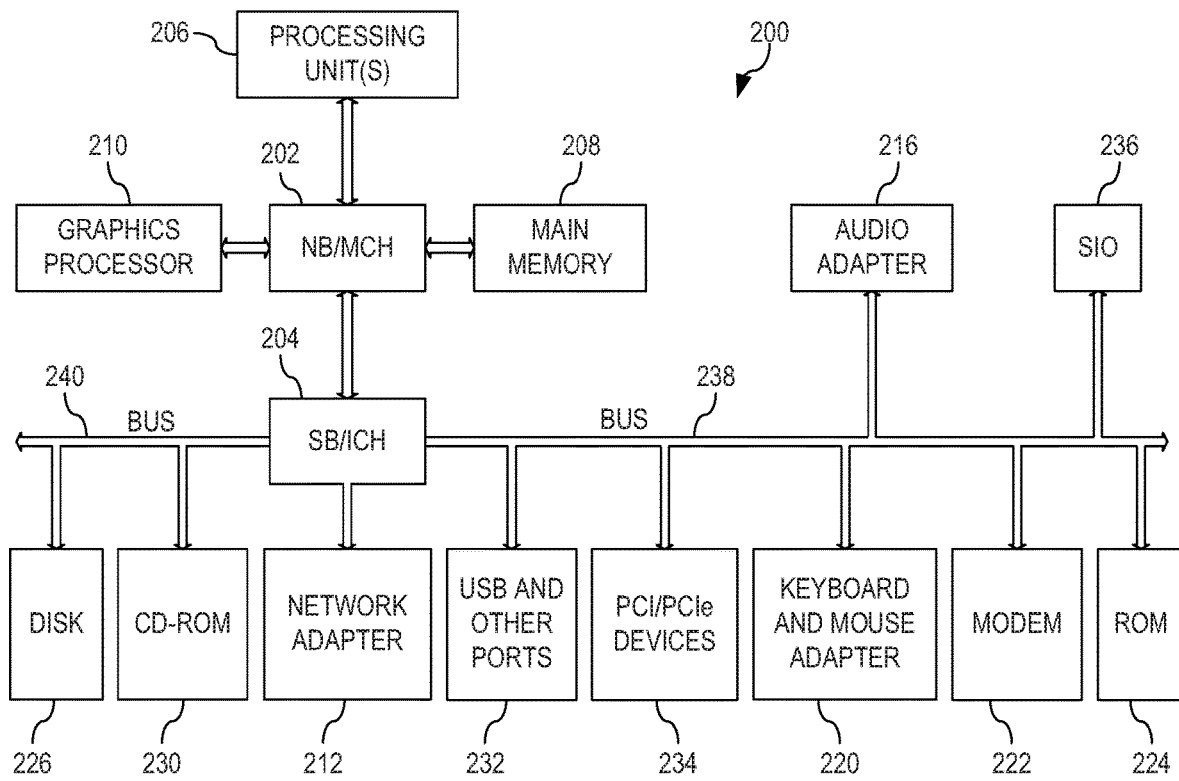 206
PROCESSING
UNIT(S)
200
210
202
208
216
236
GRAPHICS
PROCESSOR
NB/MCH
MAIN
MEMORY
AUDIO
ADAPTER
SIO
204
240
BUS
SB/ICH
BUS
238
DISK
CD-ROM
NETWORK
ADAPTER
USB AND
OTHER
PORTS
PCI/PCIe
DEVICES
KEYBOARD
AND MOUSE
ADAPTER
MODEM
ROM
226
230
212
232
234
220
222
224